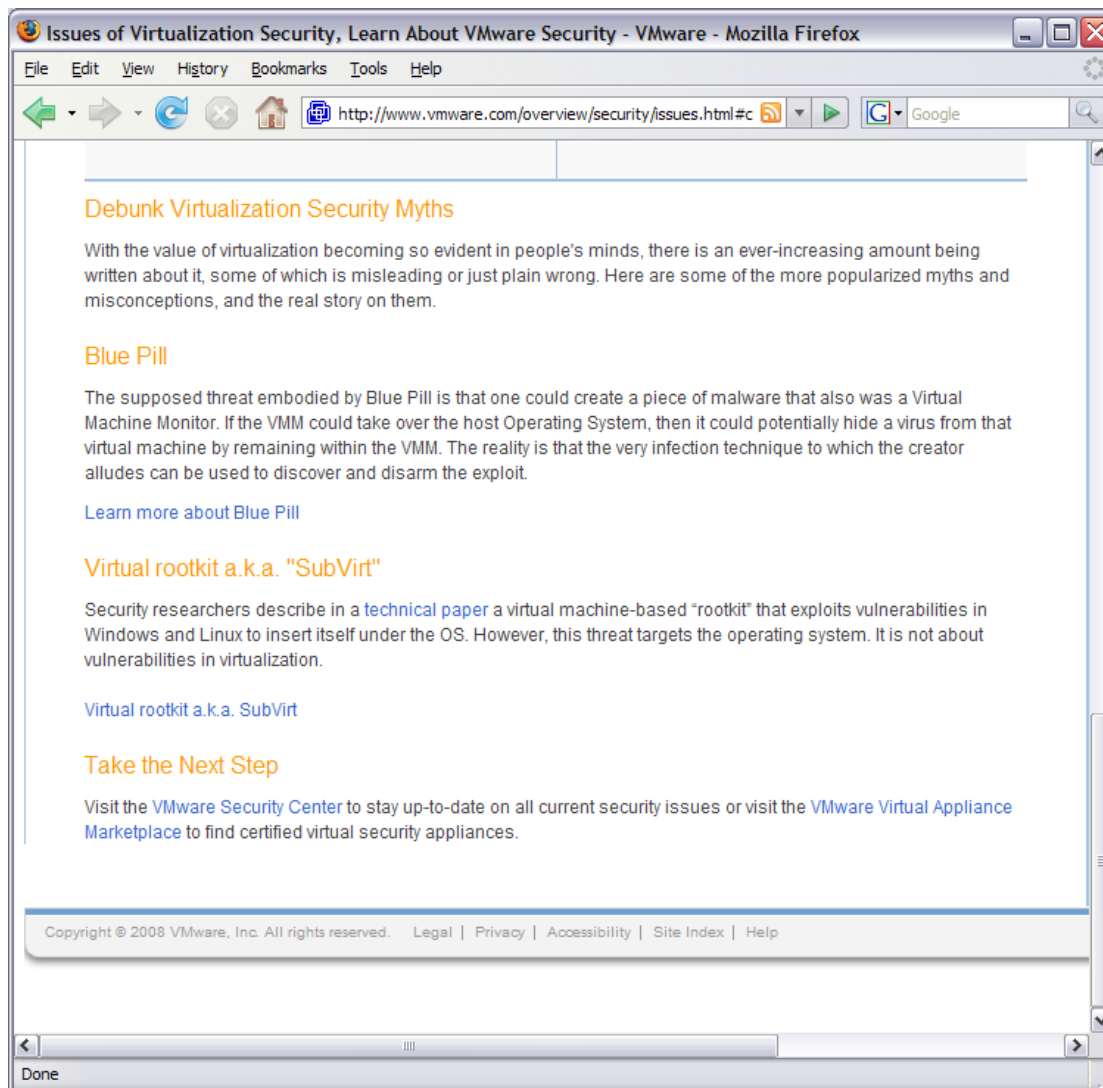 Issues of Virtualization Security, Learn About VMware Security - VMware - Mozilla Firefox
File Edit View History Bookmarks Tools Help
http://www.vmware.com/overview/security/issues.html#c G Google
Debunk Virtualization Security Myths
With the value of virtualization becoming so evident in people's minds, there is an ever-increasing amount being
written about it, some of which is misleading or just plain wrong. Here are some of the more popularized myths and
misconceptions, and the real story on them.
Blue Pill
The supposed threat embodied by Blue Pill is that one could create a piece of malware that also was a Virtual
Machine Monitor. If the VMM could take over the host Operating System, then it could potentially hide a virus from that
virtual machine by remaining within the VMM. The reality is that the very infection technique to which the creator
alludes can be used to discover and disarm the exploit.
Learn more about Blue Pill
Virtual rootkit a.k.a. "SubVirt"
Security researchers describe in a technical paper a virtual machine-based “rootkit” that exploits vulnerabilities in
Windows and Linux to insert itself under the OS. However, this threat targets the operating system. It is not about
vulnerabilities in virtualization.
Virtual rootkit a.k.a. SubVirt
Take the Next Step
Visit the VMware Security Center to stay up-to-date on all current security issues or visit the VMware Virtual Appliance
Marketplace to find certified virtual security appliances.
Copyright © 2008 VMware, Inc. All rights reserved. Legal | Privacy | Accessibility | Site Index | Help
Done